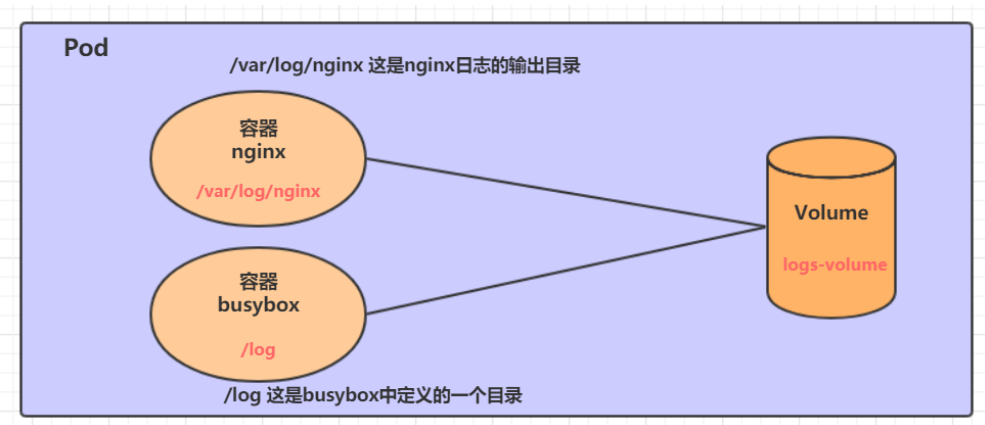 Pod
/var/log/nginx 这是nginx日志的输出目录
容器
nginx
/var/log/nginx
Volume
logs-volume
容器
busybox
/log
/log 这是busybox中定义的一个目录